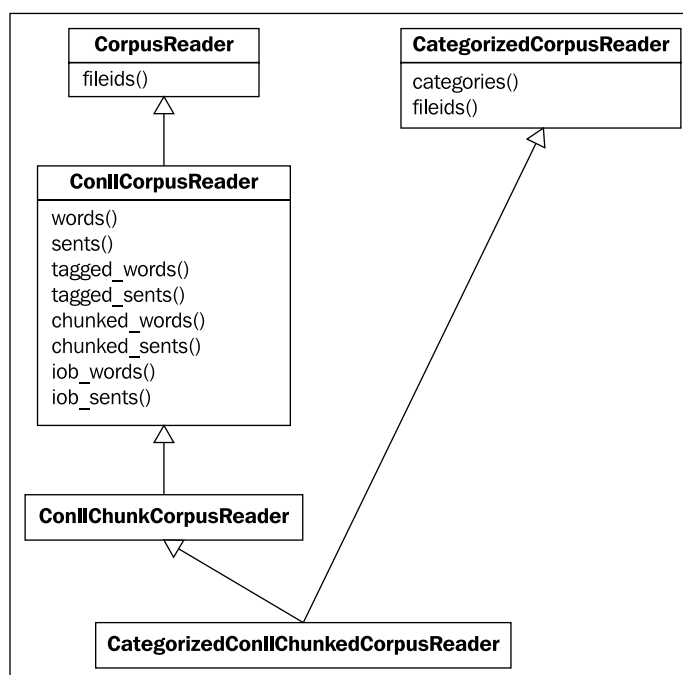 CorpusReader
fileids()
CategorizedCorpusReader
categories()
fileids()
ConllCorpusReader
words()
sents()
tagged_words()
tagged_sents()
chunked_words()
chunked_sents()
iob_words()
iob_sents()
ConllChunkCorpusReader
CategorizedConllChunkedCorpusReader